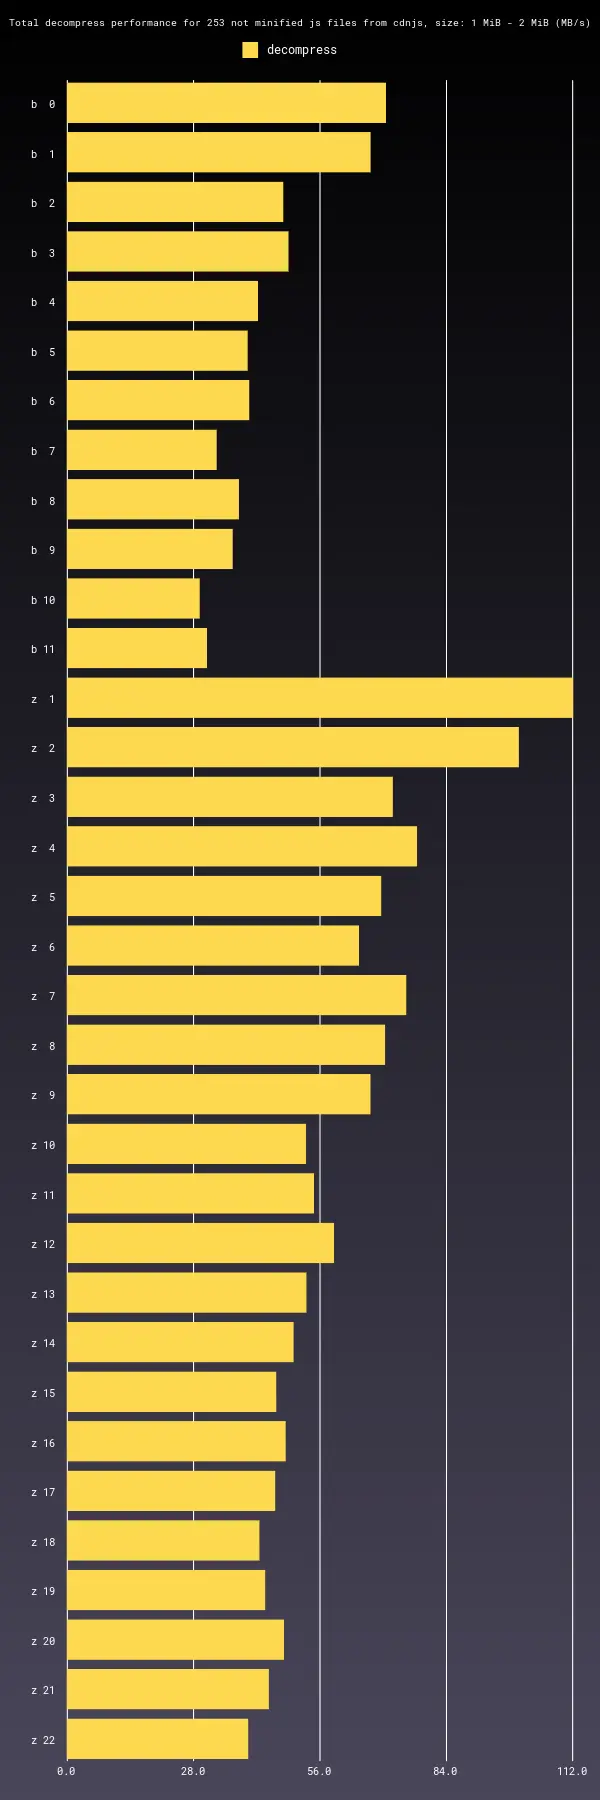 Total decompress performance for 253 not minified js files from cdnjs, size: 1 MiB - 2 MiB (MB/s)
decompress
b 0
b 1
b 2
b 3
b 4
b 5
b 6
b 7
b 8
b 9
b 10
b 11
z 1
z 2
z 3
z 4
z 5
z 6
z 7
z 8
z 9
z 10
z 11
z 12
z 13
z 14
z 15
z 16
z 17
z 18
z 19
z 20
z 21
z 22
0.0 28.0 56.0 84.0 112.0